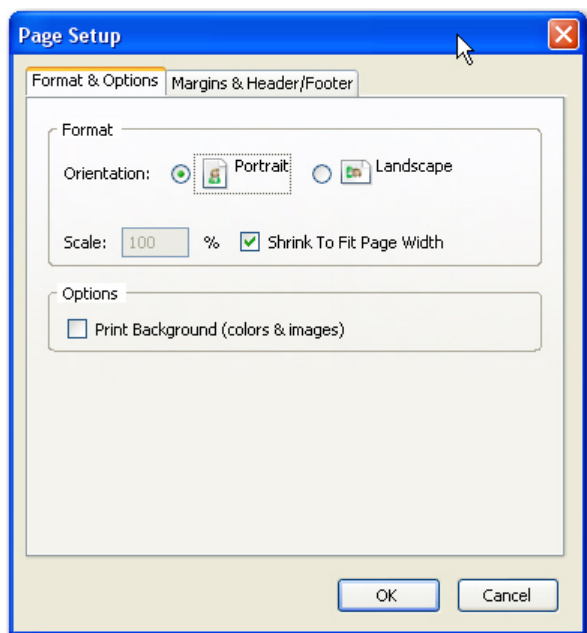 Page Setup
Format & Options Margins & Header/Footer
Format
Orientation: Portrait Landscape
Scale: 100 % Shrink To Fit Page Width
Options
Print Background (colors & images)
OK Cancel